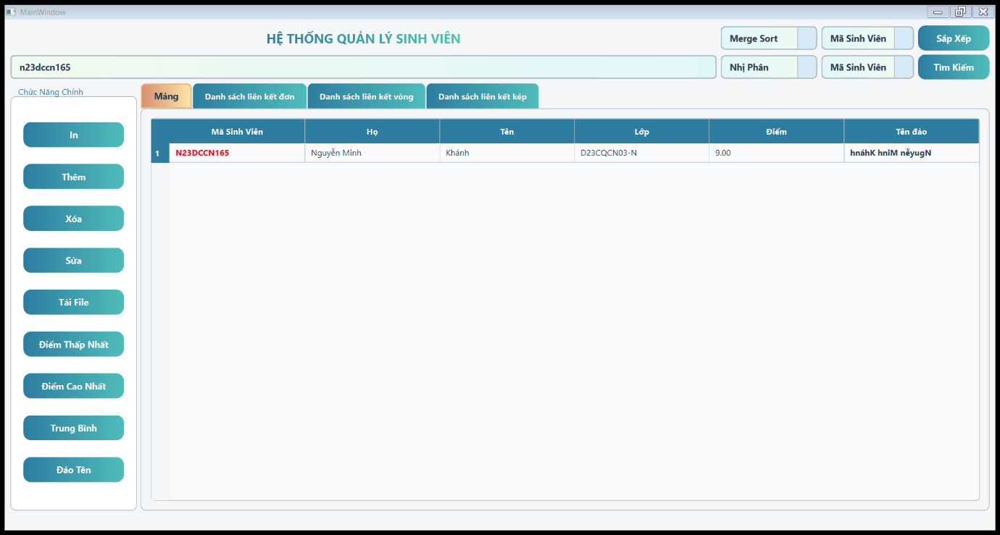 MainWindow
HỆ THỐNG QUẢN LÝ SINH VIÊN
Merge Sort
Mã Sinh Viên
Sắp Xếp
n23dccn165
Nhị Phân
Mã Sinh Viên
Tìm Kiếm
Chức Năng Chính
In
Thêm
Xóa
Sửa
Tải File
Điểm Thấp Nhất
Điểm Cao Nhất
Trung Bình
Đảo Tên
Mảng
Danh sách liên kết đơn
Danh sách liên kết vòng
Danh sách liên kết kép
Mã Sinh Viên Họ Tên Lớp Điểm Tên đảo
1 N23DCCN165 Nguyễn Minh Khánh D23CQCN03-N 9.00 hnáhK hniM nễyugN